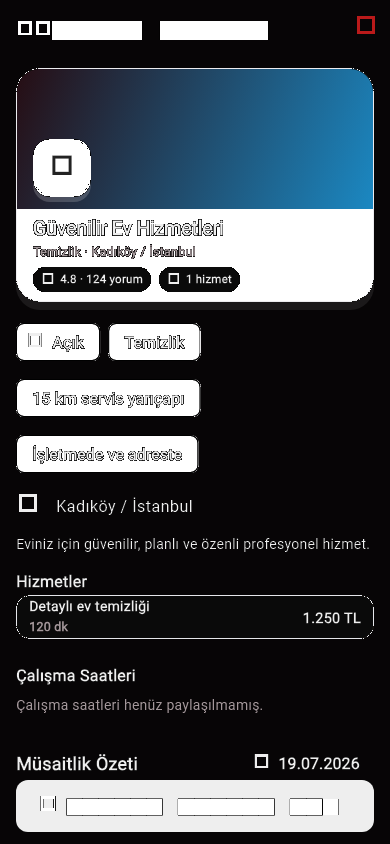 Güvenilir Ev Hizmetleri
Temizlik · Kadıköy / İstanbul
4.8 · 124 yorum
1 hizmet
Açık
Temizlik
15 km servis yarıçapı
İşletmede ve adreste
Kadıköy / İstanbul
Eviniz için güvenilir, planlı ve özenli profesyonel hizmet.
Hizmetler
Detaylı ev temizliği
120 dk
1.250 TL
Çalışma Saatleri
Çalışma saatleri henüz paylaşılmamış.
Müsaitlik Özeti
19.07.2026